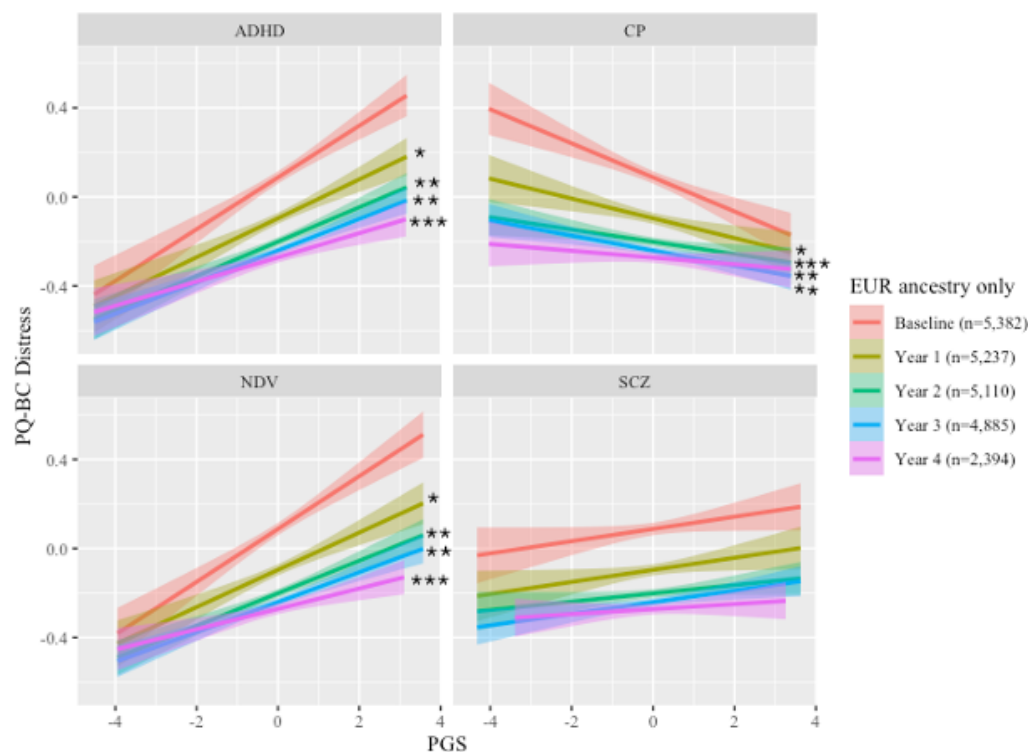 ADHD
CP
0.4
0.0
-0.4
*
**
**
***
*
***
**
**
PQ-BC Distress
NDV
SCZ
0.4
0.0
-0.4
*
**
**
***
-4
-2
0
2
4
-4
-2
0
2
4
PGS
EUR ancestry only
Baseline (n=5,382)
Year 1 (n=5,237)
Year 2 (n=5,110)
Year 3 (n=4,885)
Year 4 (n=2,394)